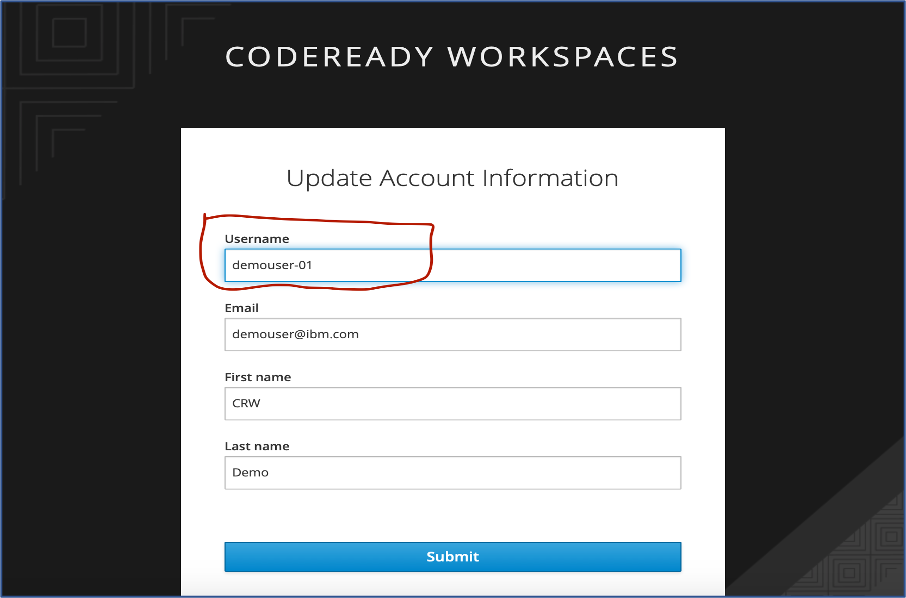 CODEREADY WORKSPACES
Update Account Information
Username
demouser-01
Email
demouser@ibm.com
First name
CRW
Last name
Demo
Submit